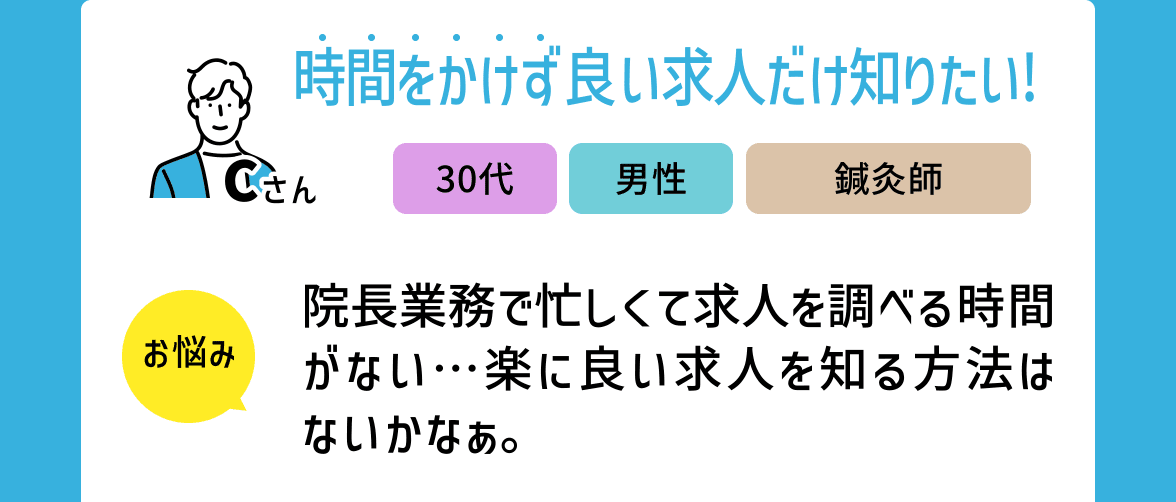 時間をかけず良い求人だけ知りたい!
Cさん
30代
男性
鍼灸師
お悩み
院長業務で忙しくて求人を調べる時間
がない…楽に良い求人を知る方法は
ないかなぁ。